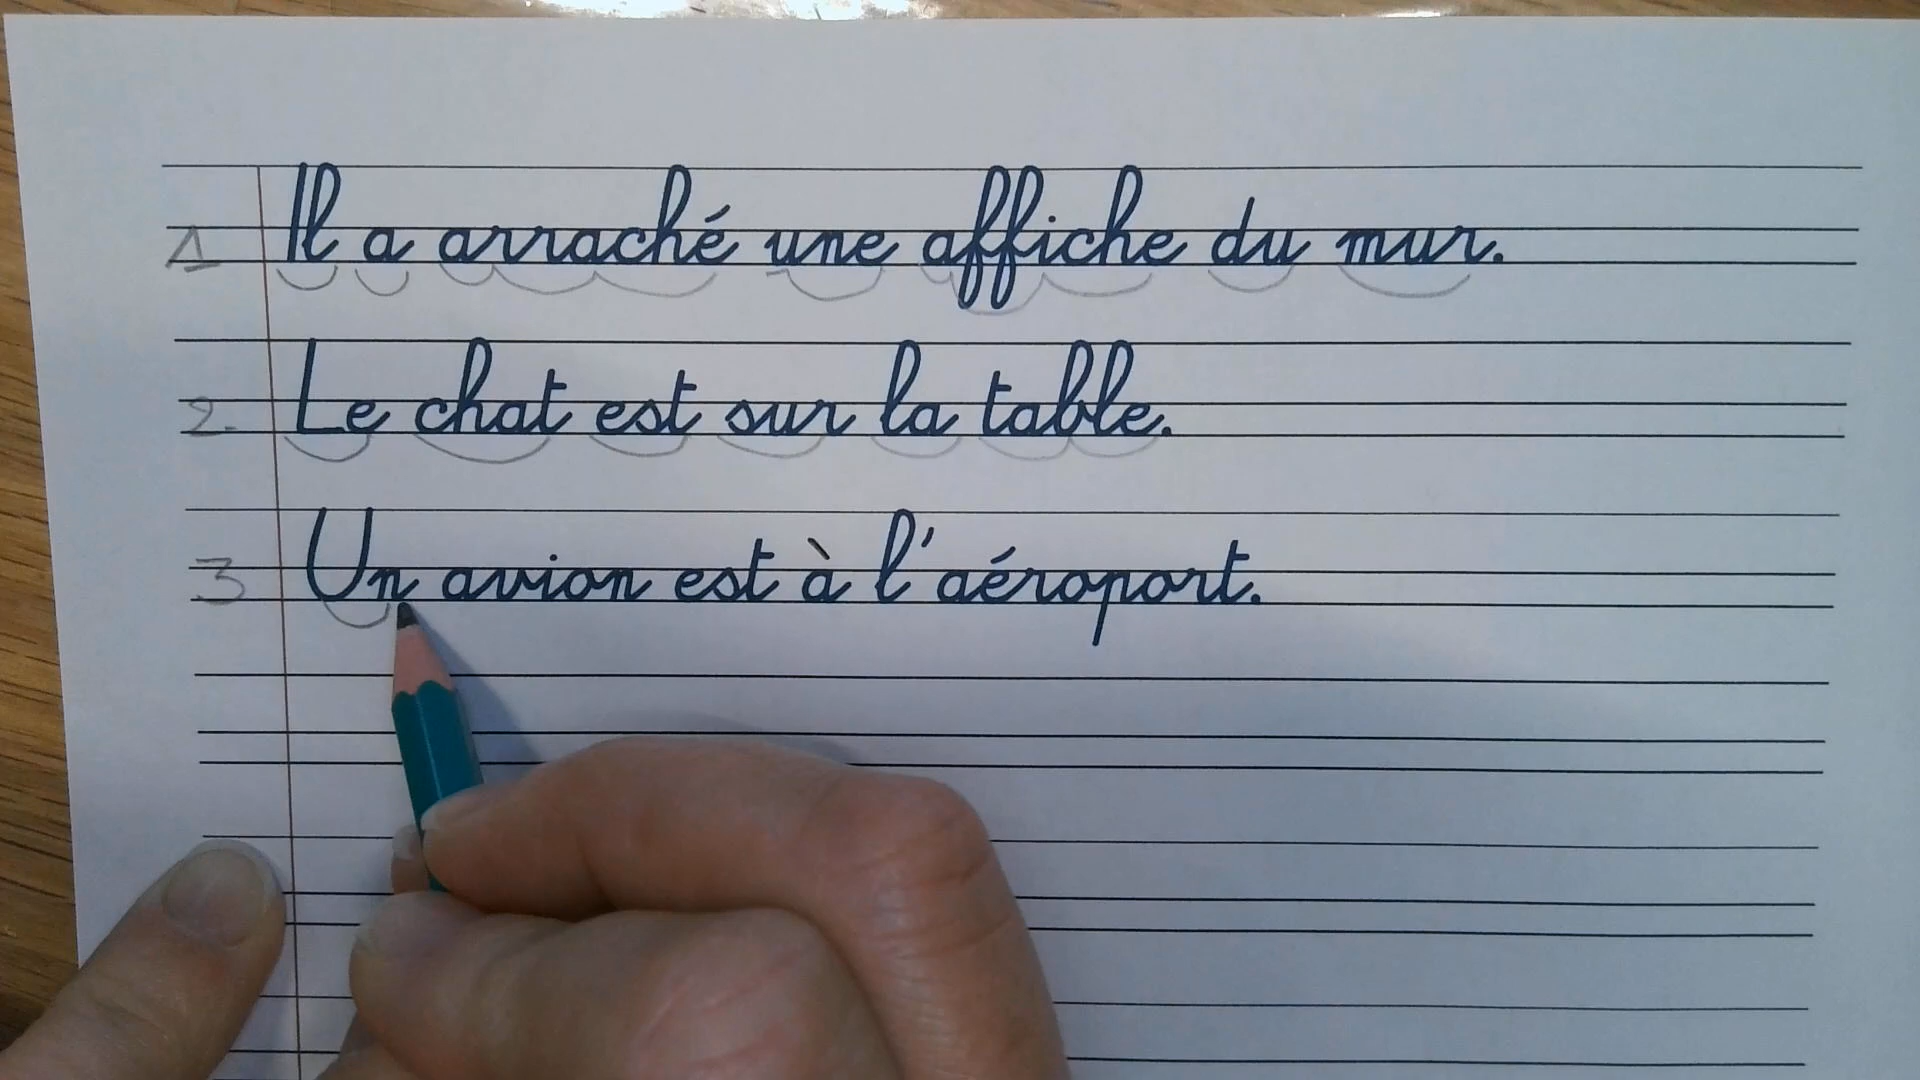 1 Il a arraché une affiche du mur.
2. Le chat est sur la table.
3 Un avion est à l'aéroport.